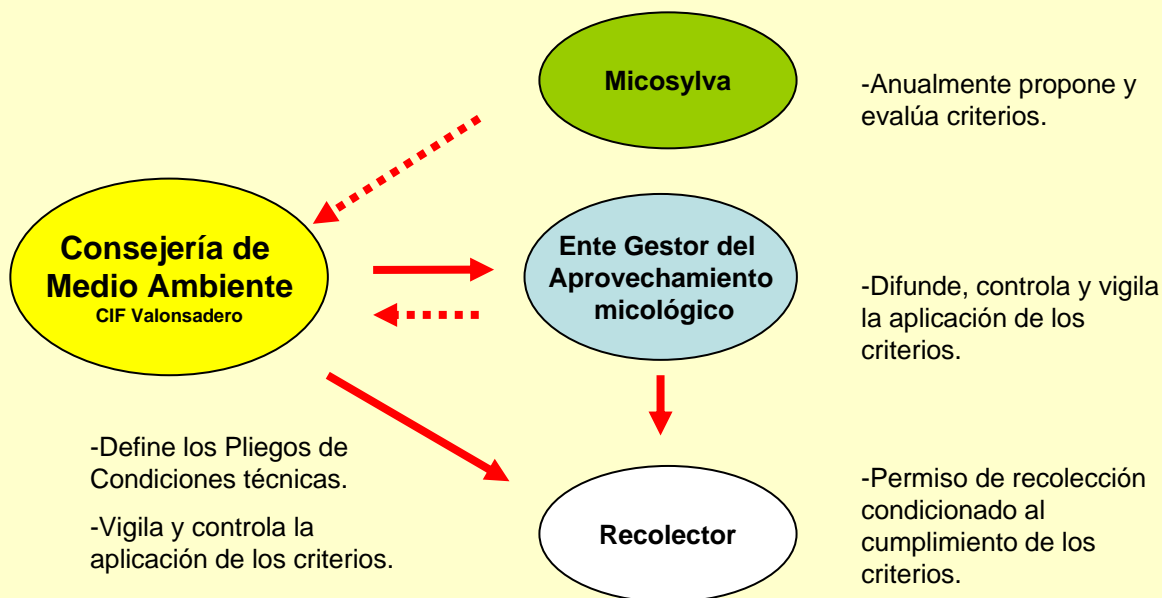 Micosylva
-Anualmente propone y
evalúa criterios.
Consejería de
Medio Ambiente
CIF Valonsadero
Ente Gestor del
Aprovechamiento
micológico
-Difunde, controla y vigila
la aplicación de los
criterios.
-Define los Pliegos de
Condiciones técnicas.
-Vigila y controla la
aplicación de los criterios.
Recolector
-Permiso de recolección
condicionado al
cumplimiento de los
criterios.